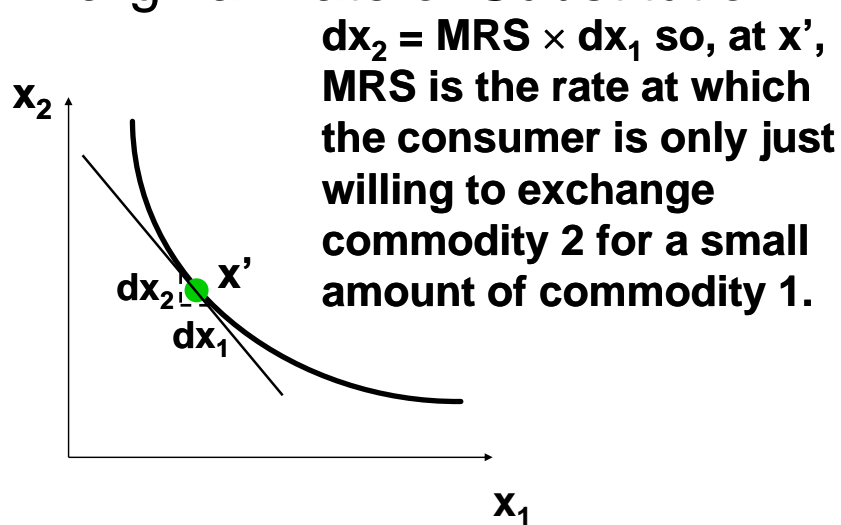 dx₂ = MRS × dx₁ so, at x’,
MRS is the rate at which
the consumer is only just
willing to exchange
commodity 2 for a small
amount of commodity 1.
x₂
x’
dx₂
dx₁
x₁